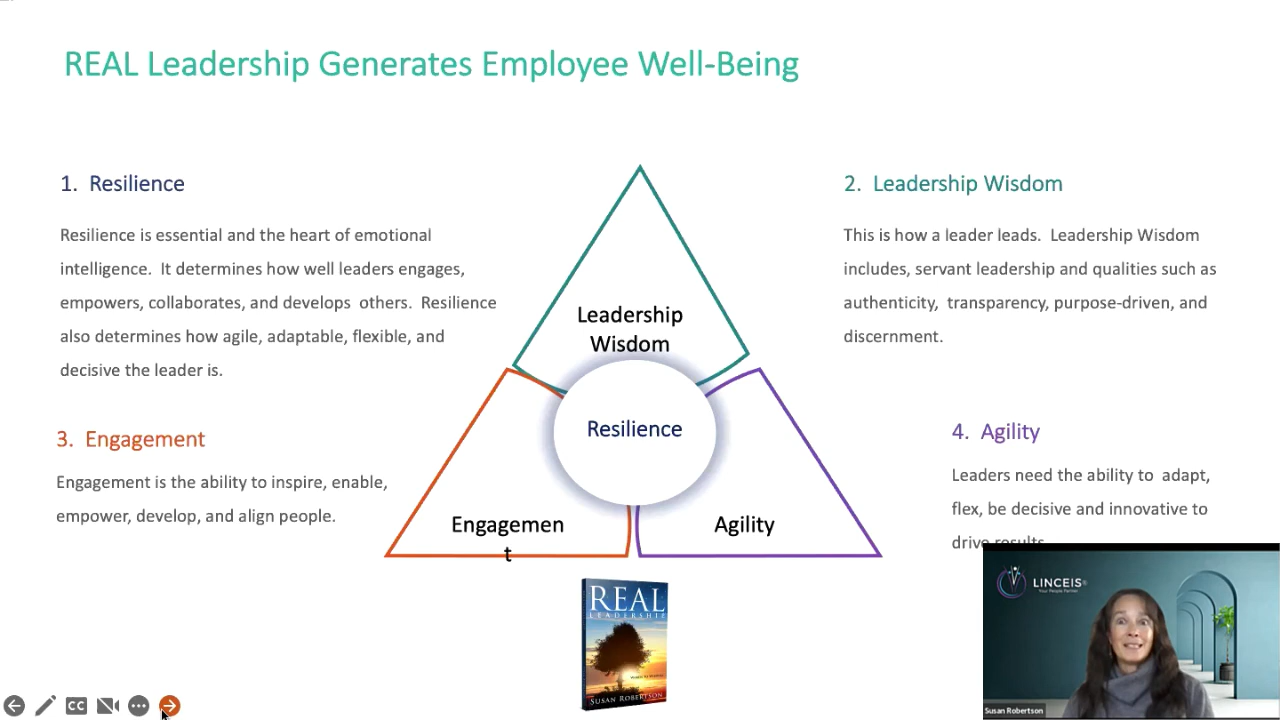 REAL Leadership Generates Employee Well-Being
1. Resilience
Resilience is essential and the heart of emotional
intelligence. It determines how well leaders engages,
empowers, collaborates, and develops others. Resilience
also determines how agile, adaptable, flexible, and
decisive the leader is.
2. Leadership Wisdom
This is how a leader leads. Leadership Wisdom
includes, servant leadership and qualities such as
authenticity, transparency, purpose-driven, and
discernment.
Leadership
Wisdom
Resilience
Engagemen
t
Agility
3. Engagement
Engagement is the ability to inspire, enable,
empower, develop, and align people.
4. Agility
Leaders need the ability to adapt,
flex, be decisive and innovative to
drive results
REAL
LEADERSHIP
SUSAN ROBERTSON
LINCEIS®
Your People Partner
Susan Robertson
CC